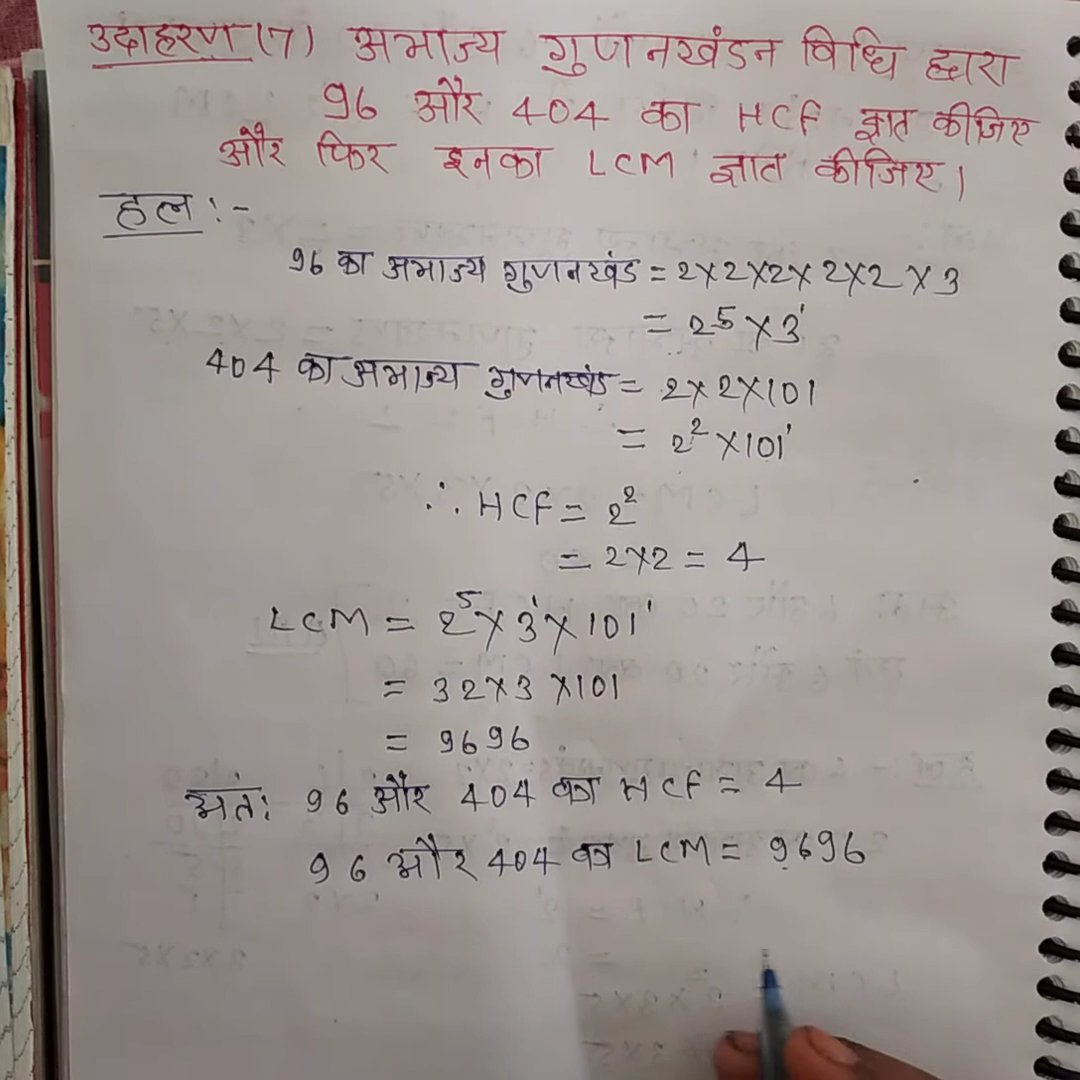 उदाहरण (7) अभाज्य गुणनखंडन विधि द्वारा
96 और 404 का HCF ज्ञात कीजिए
और फिर इनका LCM ज्ञात कीजिए।
हल :-
96 का अभाज्य गुणनखंड = 2×2×2×2×2×3
= 2⁵×3¹
404 का अभाज्य गुणनखंड = 2×2×101
= 2²×101¹
∴ HCF = 2²
= 2×2 = 4
LCM = 2⁵×3¹×101¹
= 32×3×101
= 9696
अंतः 96 और 404 का HCF = 4
96 और 404 का LCM = 9696